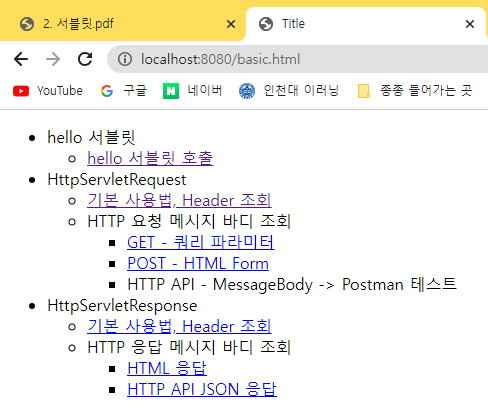 2. 서블릿.pdf
Title
localhost:8080/basic.html
YouTube
구글
네이버
인천대 이러닝
종종 들어가는 곳
hello 서블릿
hello 서블릿 호출
HttpServletRequest
기본 사용법, Header 조회
HTTP 요청 메시지 바디 조회
GET - 쿼리 파라미터
POST - HTML Form
HTTP API - MessageBody -> Postman 테스트
HttpServletResponse
기본 사용법, Header 조회
HTTP 응답 메시지 바디 조회
HTML 응답
HTTP API JSON 응답